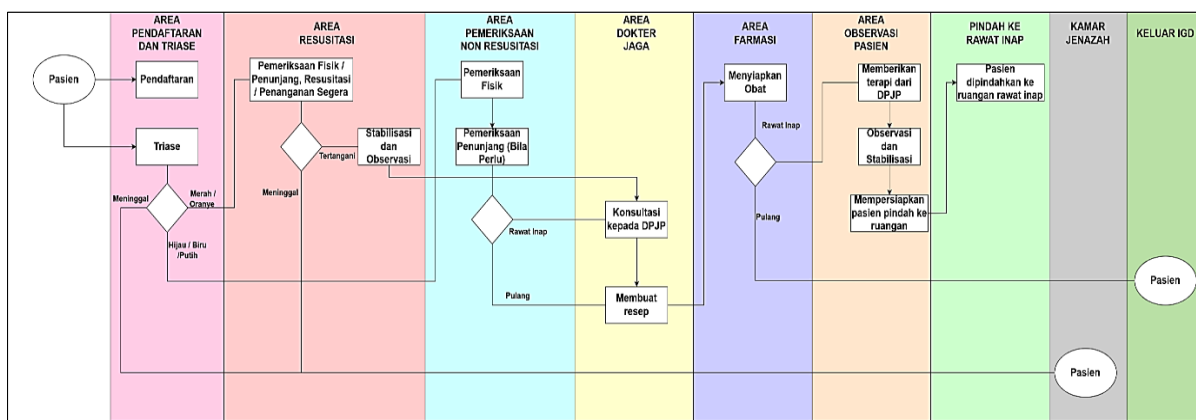 AREA
PENDAFTARAN
DAN TRIASE
AREA
RESUSITASI
AREA
PEMERIKSAAN
NON RESUSITASI
AREA
DOKTER
JAGA
AREA
FARMASI
AREA
OBSERVASI
PASIEN
PINDAH KE
RAWAT INAP
KAMAR
JENAZAH
KELUAR IGD
Pasien
Pendaftaran
Triase
Meninggal
Merah /
Oranye
Hijau / Biru
/Putih
Pemeriksaan Fisik /
Penunjang, Resusitasi
/ Penanganan Segera
Tertangani
Meninggal
Stabilisasi
dan
Observasi
Pemeriksaan
Fisik
Pemeriksaan
Penunjang (Bila
Perlu)
Rawat Inap
Pulang
Konsultasi
kepada DPJP
Membuat
resep
Menyiapkan
Obat
Rawat Inap
Pulang
Memberikan
terapi dari
DPJP
Observasi
dan
Stabilisasi
Mempersiapkan
pasien pindah ke
ruangan
Pasien
dipindahkan ke
ruangan rawat inap
Pasien
Pasien